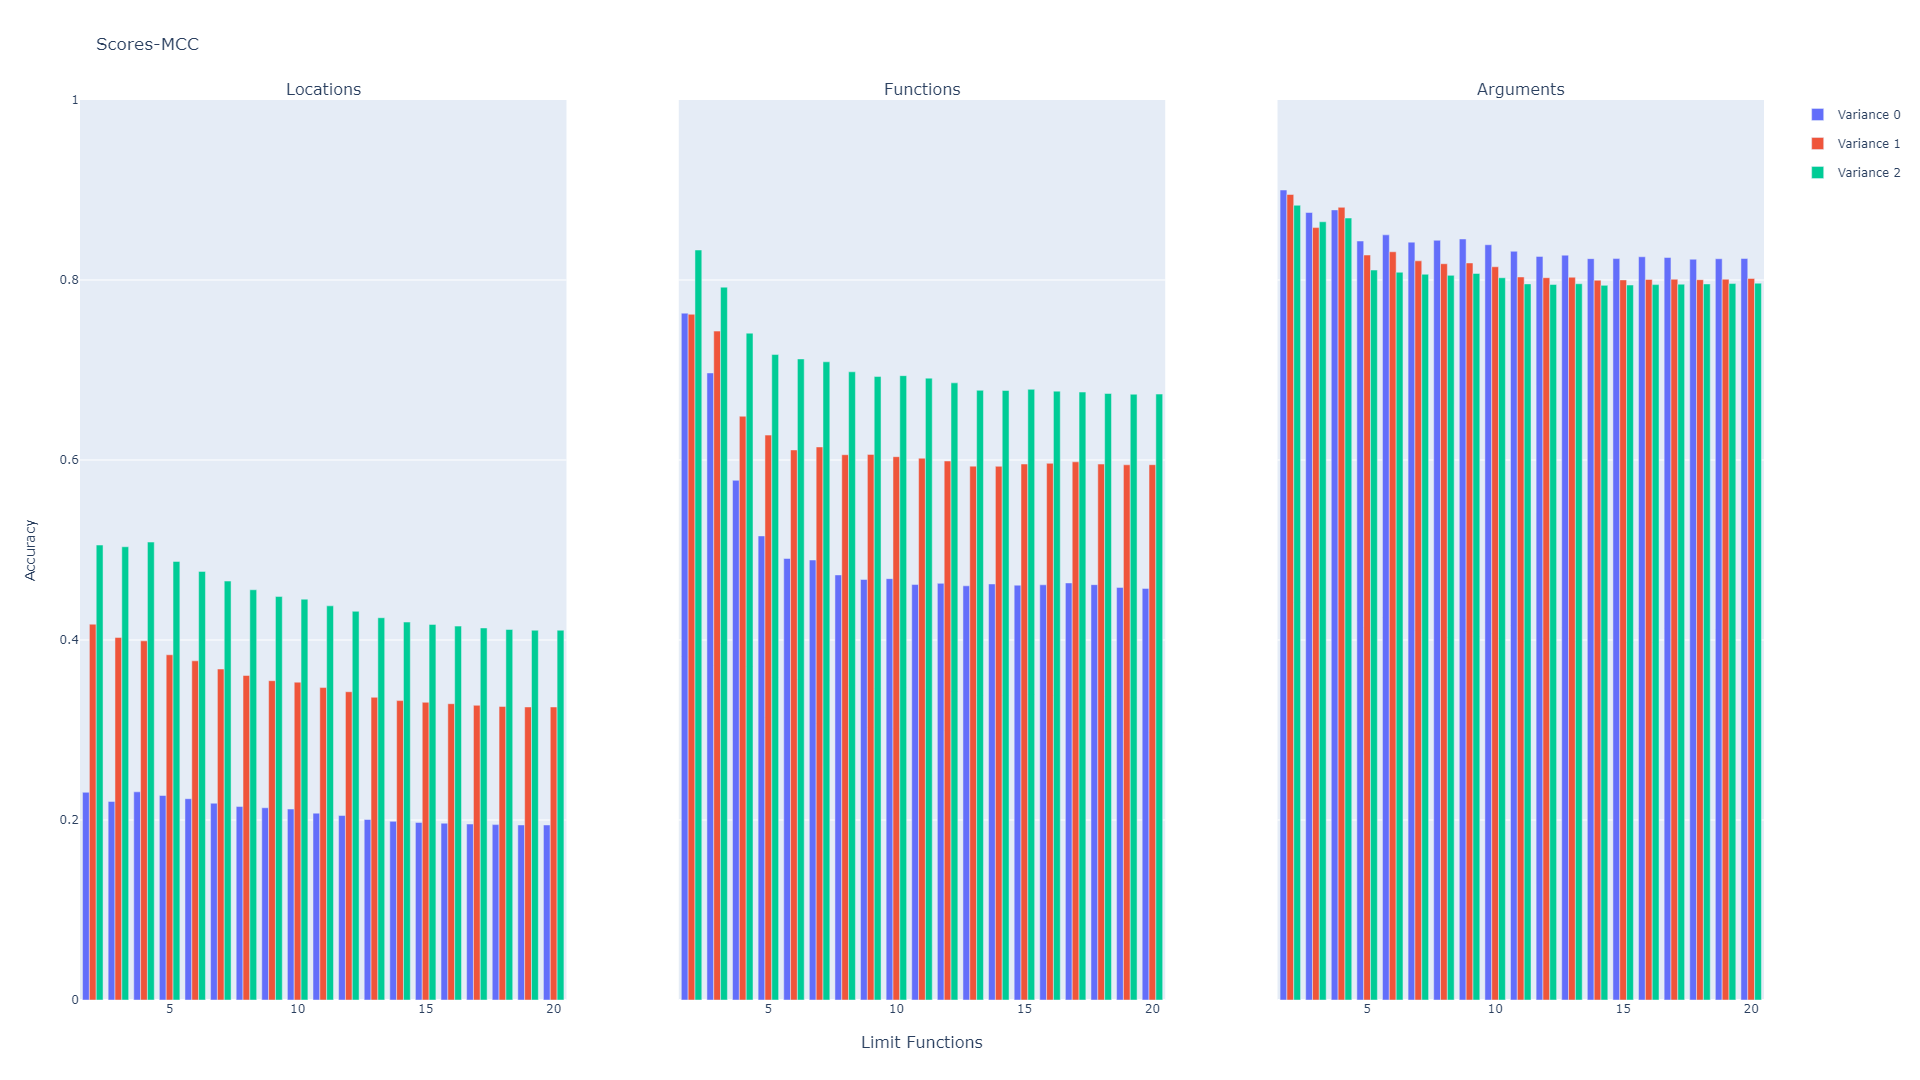 Scores-MCC
Locations
Functions
Arguments
Variance 0
Variance 1
Variance 2
1
0.8
0.6
0.4
0.2
0
Accuracy
5 10 15 20
5 10 15 20
5 10 15 20
Limit Functions